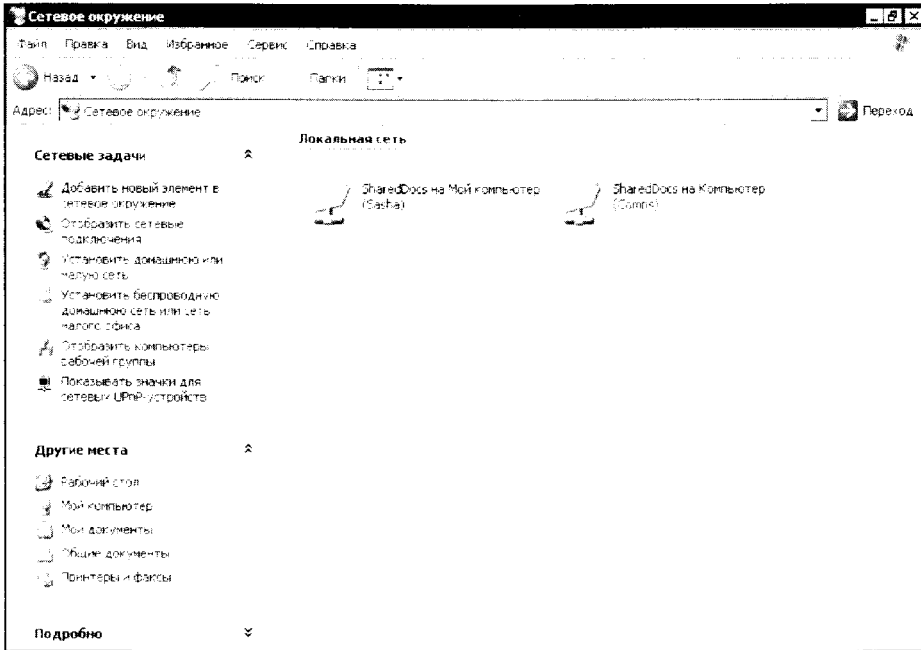 Сетевое окружение
Файл Правка Вид Избранное Сервис Справка
Назад Поиск Папки
Адрес: Сетевое окружение Переход
Локальная сеть
Сетевые задачи
SharedDocs на Мой компьютер
(Sasha)
SharedDocs на Компьютер
Добавить новый элемент в
сетевое окружение
Отобразить сетевые
подключения
Установить домашнюю или
малую сеть
Установить беспроводную
домашнюю сеть или сеть
малого офиса
Отобразить компьютеры
рабочей группы
Показывать значки для
сетевых UPnP-устройств
Другие места
Рабочий стол
Мой компьютер
Мои документы
Общие документы
Принтеры и факсы
Подробно